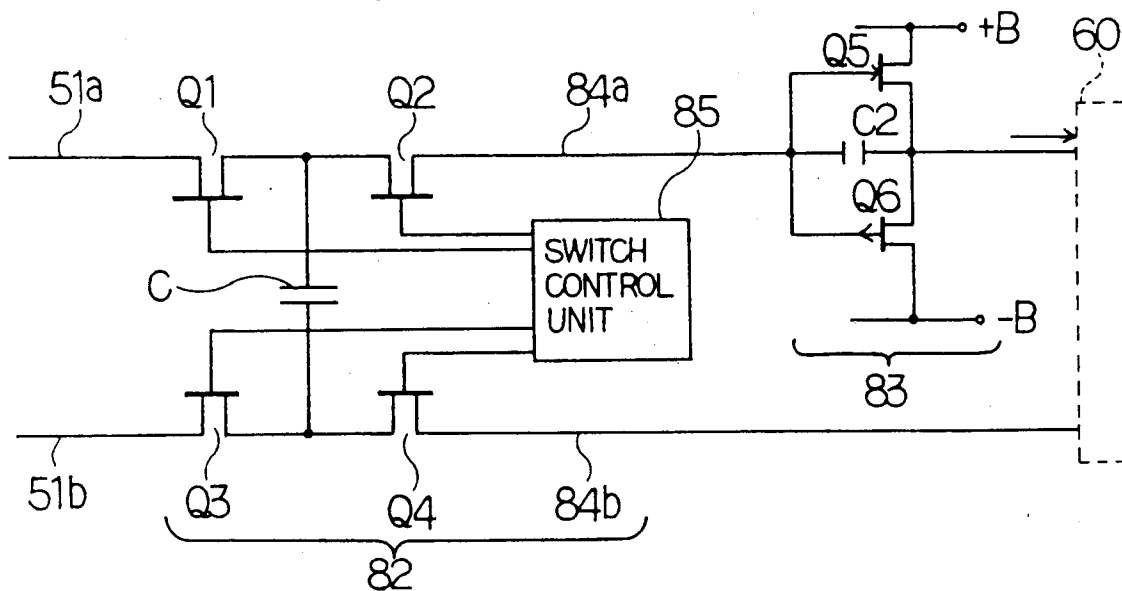 Q5
+B
60
51a
Q1
Q2
84a
85
C2
Q6
SWITCH
CONTROL
UNIT
C
-B
83
51b
Q3
Q4
84b
82